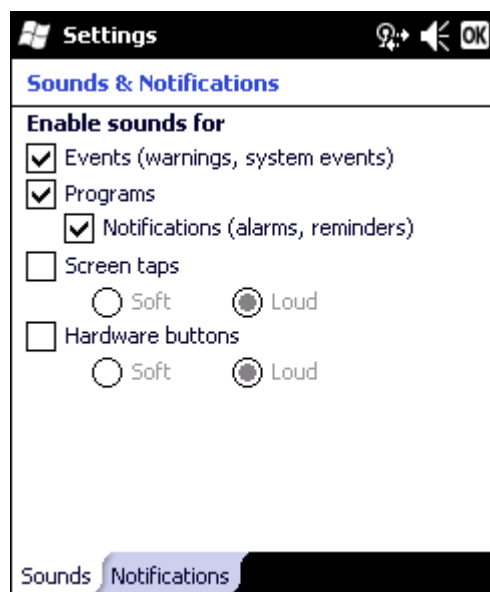 Settings OK
Sounds & Notifications
Enable sounds for
Events (warnings, system events)
Programs
Notifications (alarms, reminders)
Screen taps
Soft Loud
Hardware buttons
Soft Loud
Sounds Notifications